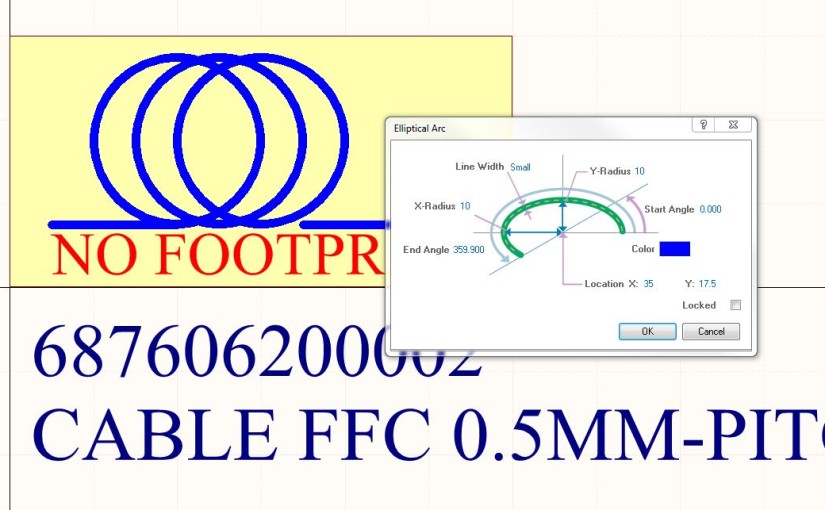 Elliptical Arc
Line Width Small
Y-Radius 10
X-Radius 10
Start Angle 0.000
End Angle 359.900
Color
Location X: 35 Y: 17.5
Locked
OK Cancel
NO FOOTPR
687606200002
CABLE FFC 0.5MM-PIT